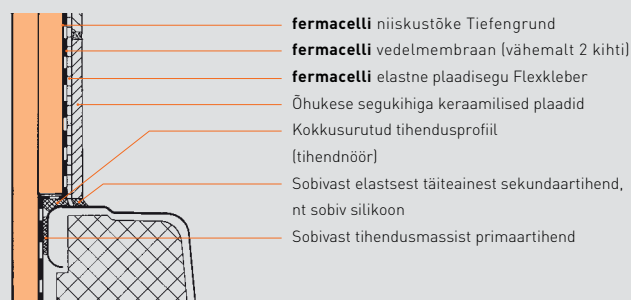 fermacelli niiskustõke Tiefengrund
fermacelli vedelmembraan (vähemalt 2 kihti)
fermacelli elastne plaadisegu Flexkleber
Õhukese segukihiga keraamilised plaadid
Kokkusurutud tihendusprofiil
(tihendnöör)
Sobivast elastsest täiteainest sekundaartihend,
nt sobiv silikoon
Sobivast tihendusmassist primaartihend